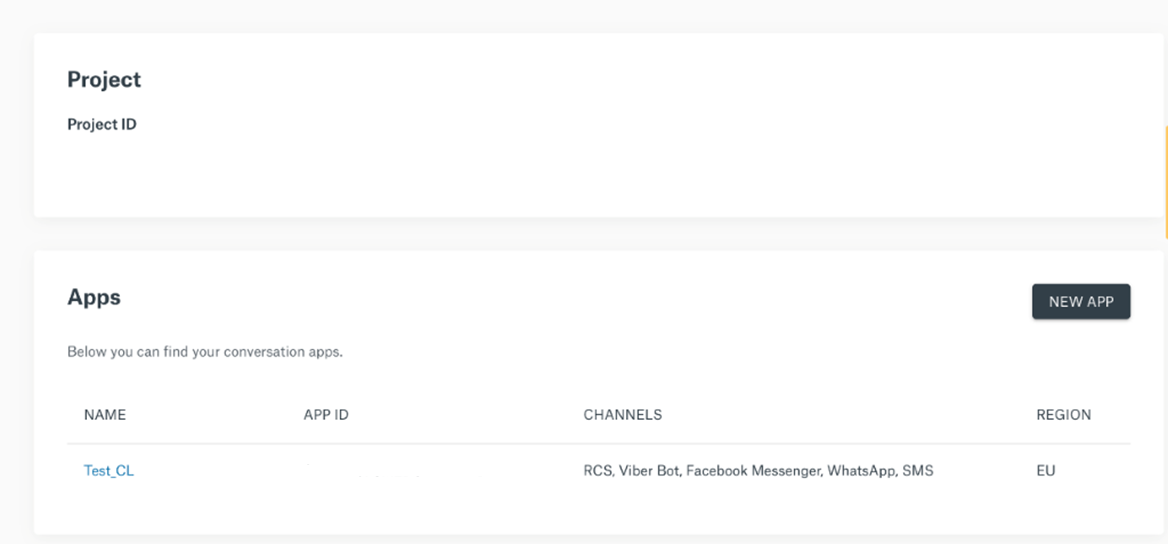 Project
Project ID
Apps
NEW APP
Below you can find your conversation apps.
NAME APP ID CHANNELS REGION
Test_CL RCS, Viber Bot, Facebook Messenger, WhatsApp, SMS EU